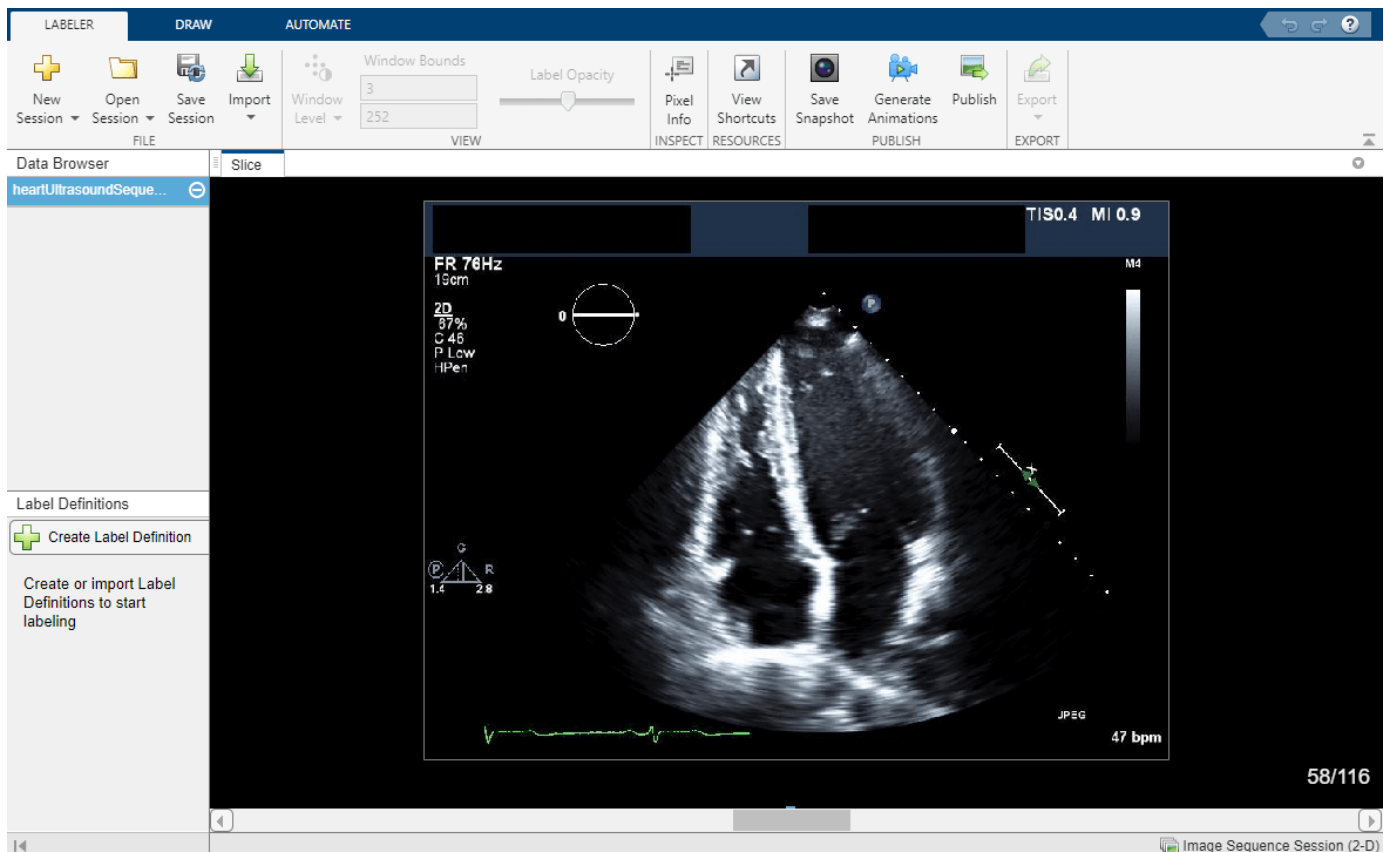 LABELER DRAW AUTOMATE
New Session
Open Session
Save Session
Import
FILE
Window Level
Window Bounds
3
252
Label Opacity
VIEW
Pixel Info
INSPECT
View Shortcuts
RESOURCES
Save Snapshot
Generate Animations
Publish
PUBLISH
Export
EXPORT
Data Browser
heartUltrasoundSeque...
Label Definitions
Create Label Definition
Create or import Label
Definitions to start
labeling
Slice
TIS0.4 MI 0.9
FR 76Hz
19cm
M4
2D
67%
C 46
P Low
HPen
0
P
x
G
P R
1.4 2.8
JPEG
47 bpm
58/116
Image Sequence Session (2-D)